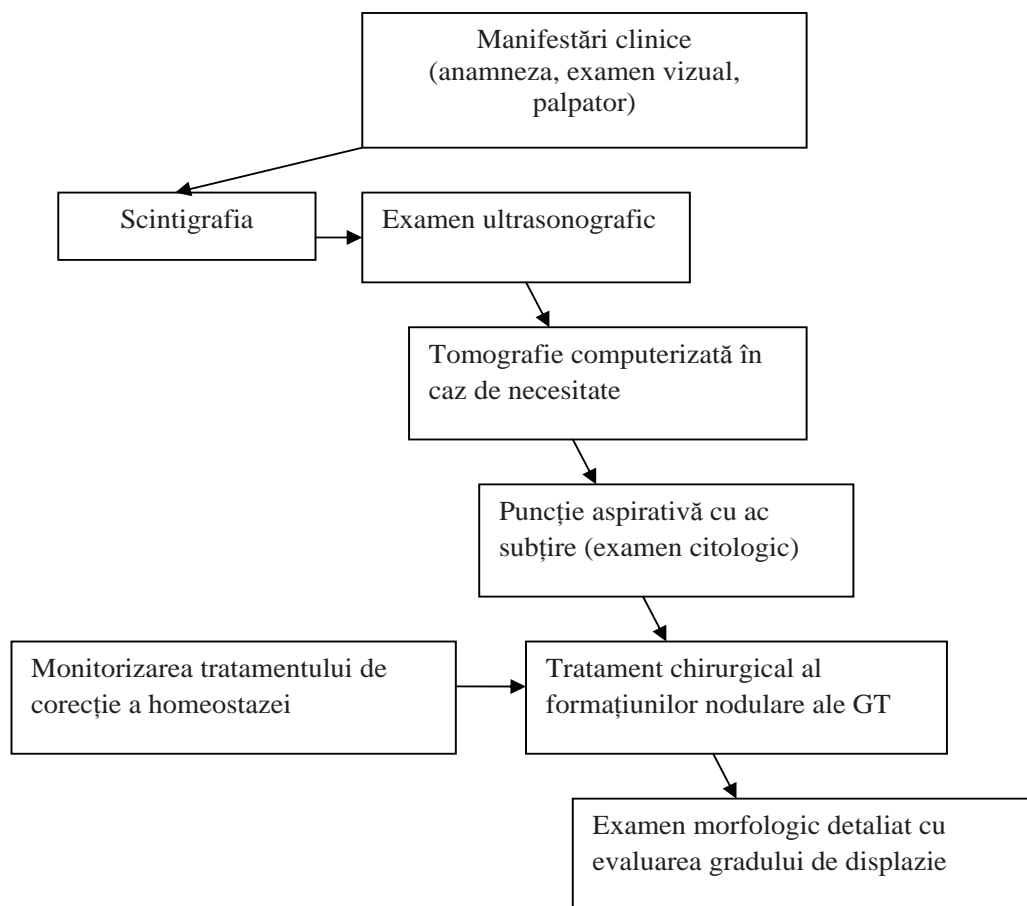 Manifestări clinice
(anamneza, examen vizual,
palpator)
Scintigrafia
Examen ultrasonografic
Tomografie computerizată în
caz de necesitate
Puncție aspirativă cu ac
subțire (examen citologic)
Monitorizarea tratamentului de
corecție a homeostazei
Tratament chirurgical al
formațiunilor nodulare ale GT
Examen morfologic detaliat cu
evaluarea gradului de displazie